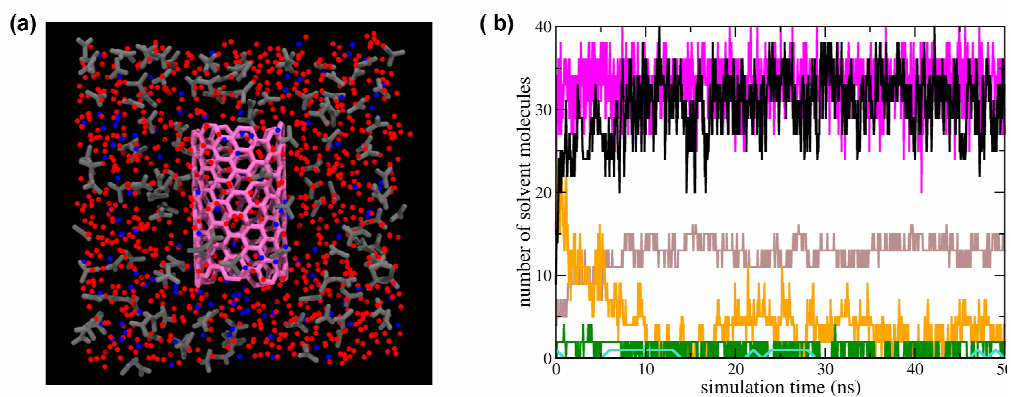 (a)
( b)
number of solvent molecules
40
30
20
10
0
0 10 20 30 40 50
simulation time (ns)